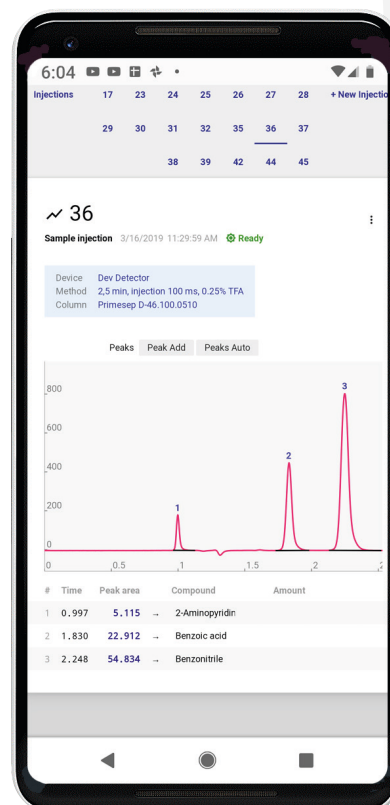 6:04
Injections 17 23 24 25 26 27 28 + New Injectio
29 30 31 32 35 36 37
38 39 42 44 45
36
Sample injection 3/16/2019 11:29:59 AM Ready
Device Dev Detector
Method 2,5 min, injection 100 ms, 0.25% TFA
Column Primesep D-46.100.0510
Peaks Peak Add Peaks Auto
800
600
400
200
0
1
2
3
0 0.5 1 1.5 2 2
# Time Peak area Compound Amount
1 0.997 5.115 → 2-Aminopyridin
2 1.830 22.912 → Benzoic acid
3 2.248 54.834 → Benzonitrile